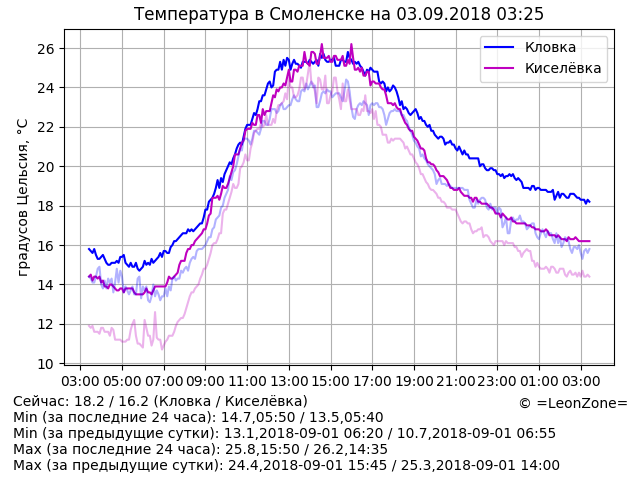 Температура в Смоленске на 03.09.2018 03:25
Кловка
Киселёвка
градусов Цельсия, °C
26
24
22
20
18
16
14
12
10
03:00 05:00 07:00 09:00 11:00 13:00 15:00 17:00 19:00 21:00 23:00 01:00 03:00
Сейчас: 18.2 / 16.2 (Кловка / Киселёвка)
© =LeonZone=
Min (за последние 24 часа): 14.7,05:50 / 13.5,05:40
Min (за предыдущие сутки): 13.1,2018-09-01 06:20 / 10.7,2018-09-01 06:55
Max (за последние 24 часа): 25.8,15:50 / 26.2,14:35
Max (за предыдущие сутки): 24.4,2018-09-01 15:45 / 25.3,2018-09-01 14:00